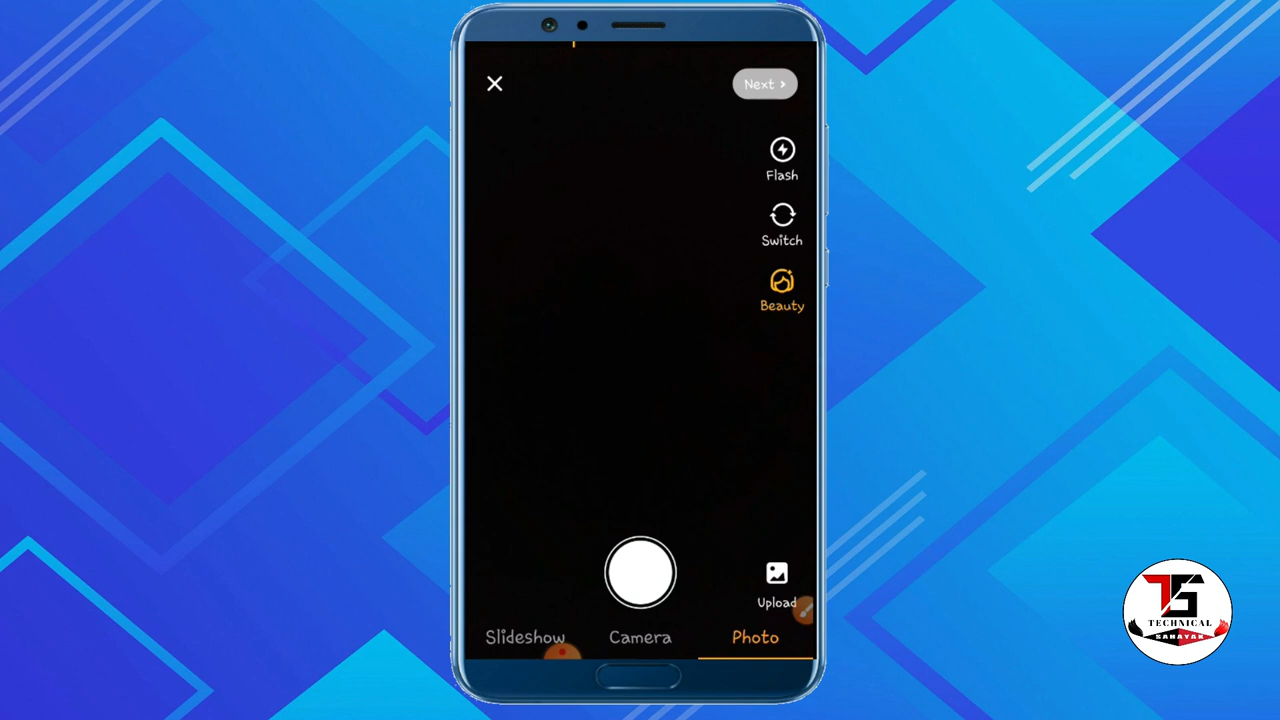 Next >
Flash
Switch
Beauty
Upload
Slideshow Camera Photo
TS
TECHNICAL
SAHAYAK